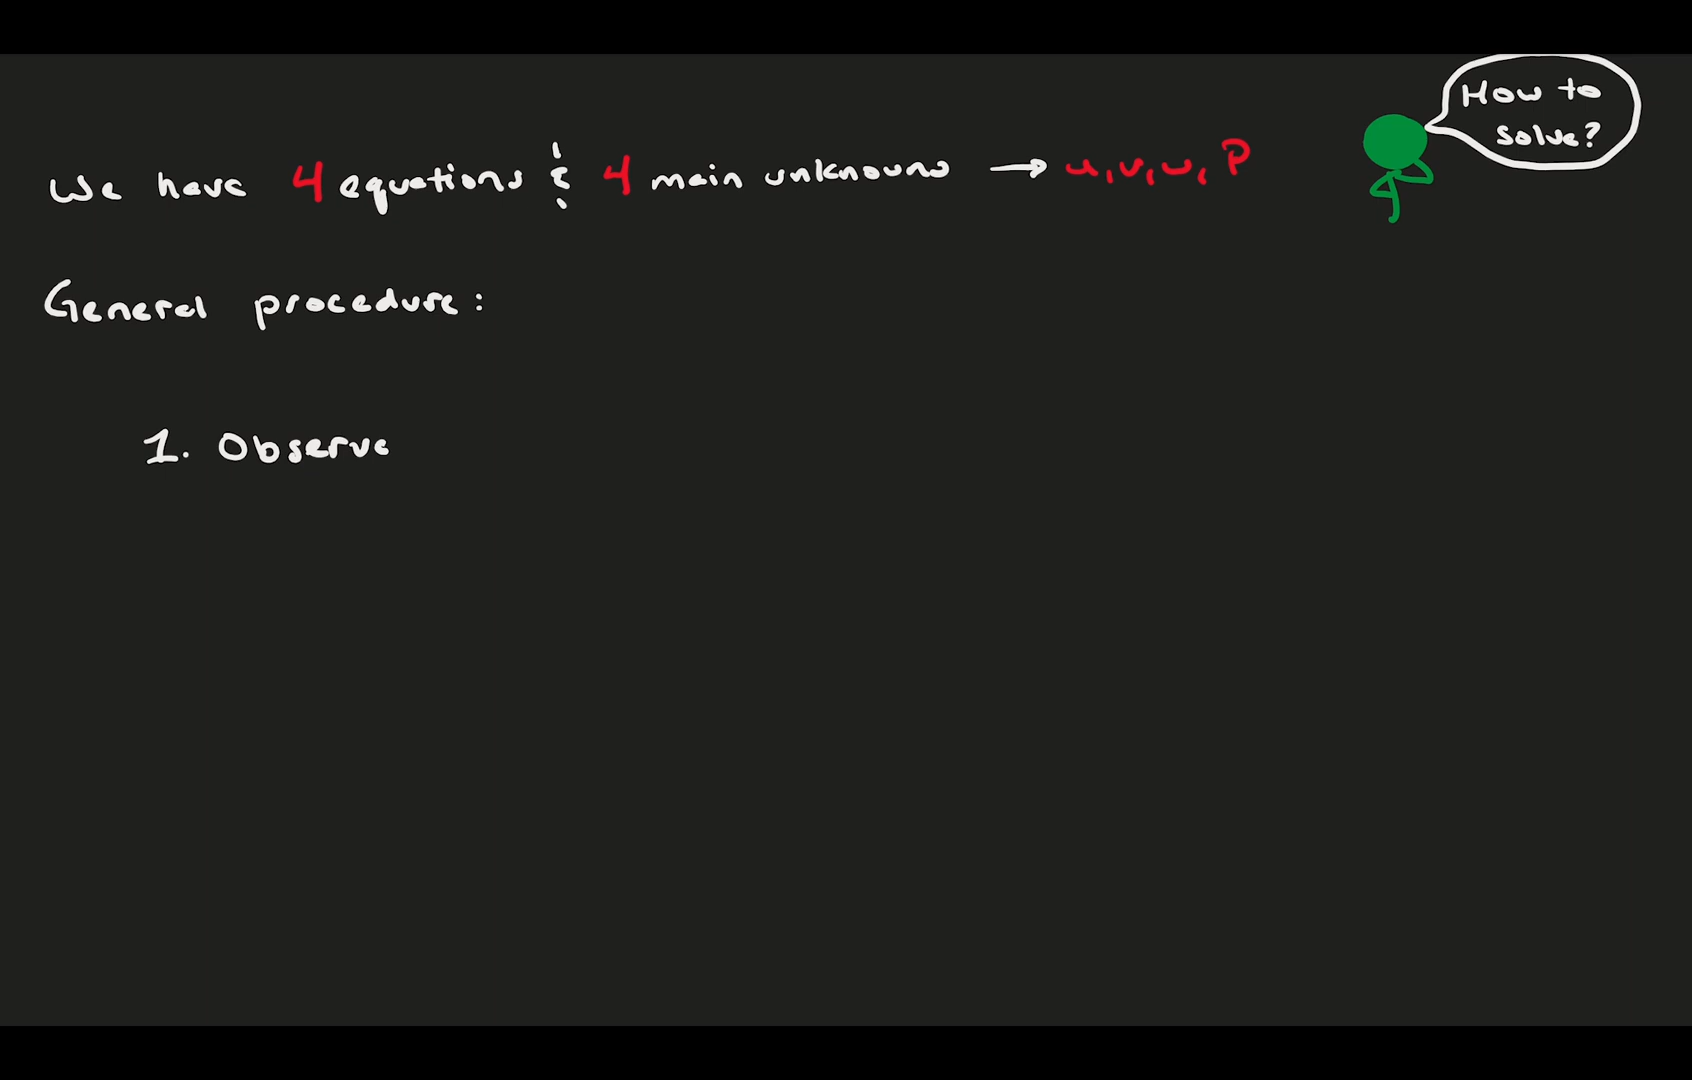 How to
solve?
We have 4 equations & 4 main unknowns → u, v, w, P
General procedure:
1. Observe